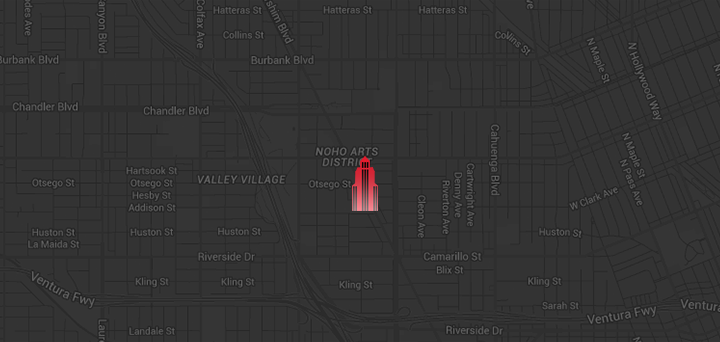 Hatteras St
Hatteras St
Hatteras St
Colfax Ave
Collins St
Collins St
N Maple St
N Hollywood Way
Burbank Blvd
Burbank Blvd
Chandler Blvd
Chandler Blvd
Cahuenga Blvd
NOHO ARTS
N Maple St
N Pass Ave
Hartsook St
Otsego St
Otsego St
VALLEY VILLAGE
Otsego St
Hesby St
Addison St
Cartwright Ave
Denny Ave
Riverton Ave
Cleon Ave
W Clark Ave
Huston St
Huston St
Huston St
Huston St
La Maida St
Riverside Dr
Camarillo St
Blix St
Ventura Fwy
Kling St
Kling St
Kling St
Kling St
Sarah St
Ventura Fwy
Landale St
Riverside Dr